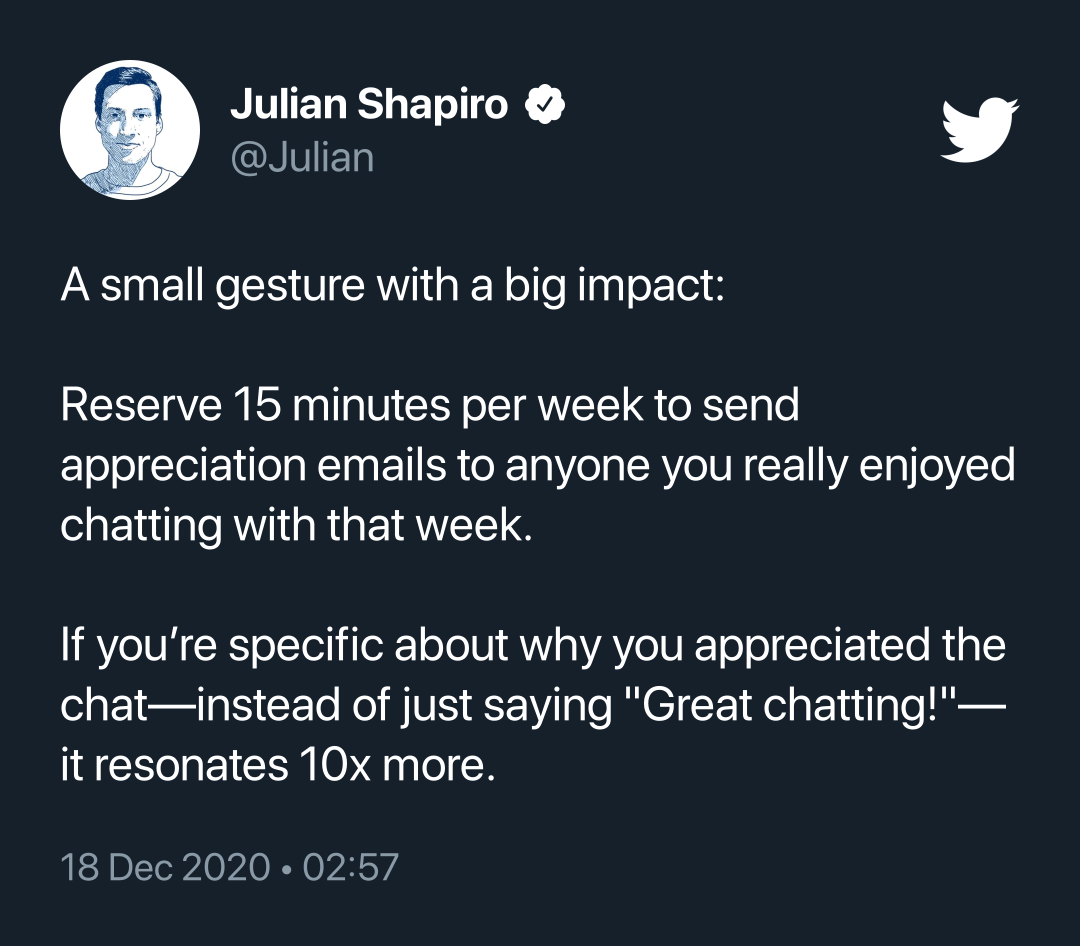 Julian Shapiro
@Julian
A small gesture with a big impact:
Reserve 15 minutes per week to send
appreciation emails to anyone you really enjoyed
chatting with that week.
If you’re specific about why you appreciated the
chat—instead of just saying "Great chatting!"—
it resonates 10x more.
18 Dec 2020 • 02:57